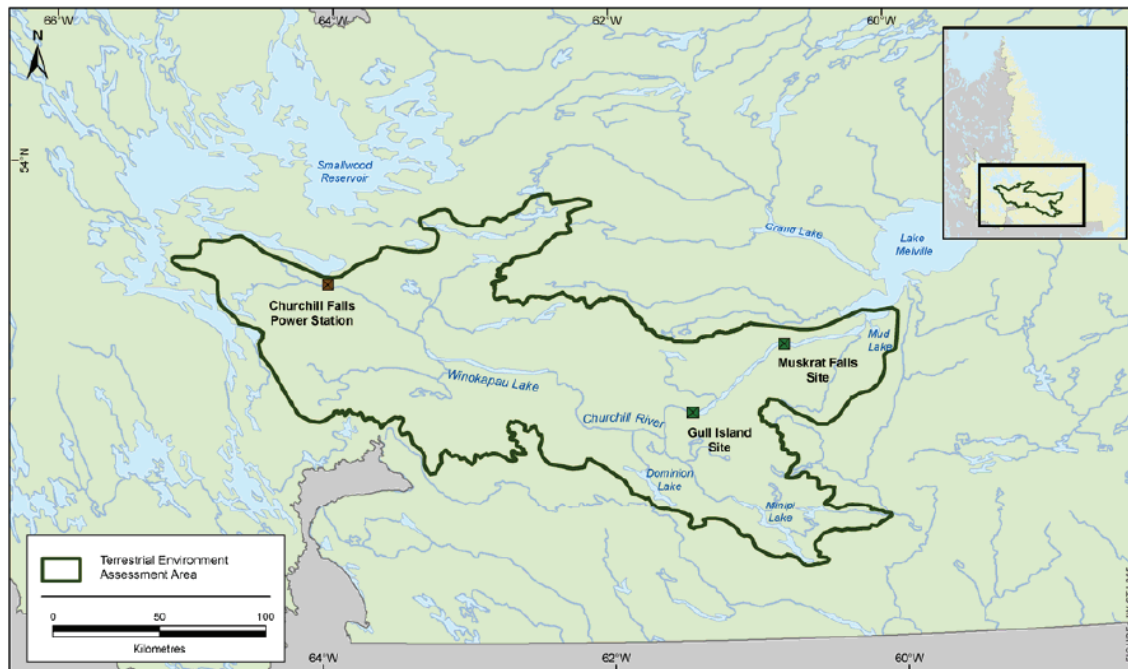 66°W
64°W
62°W
60°W
N
54°N
Smallwood
Reservoir
Grand Lake
Lake
Melville
Churchill Falls
Power Station
Mud
Lake
Muskrat Falls
Site
Winokapau Lake
Churchill River
Gull Island
Site
Dominion
Lake
Minipi
Lake
Terrestrial Environment
Assessment Area
0 50 100
Kilometres
64°W
62°W
60°W